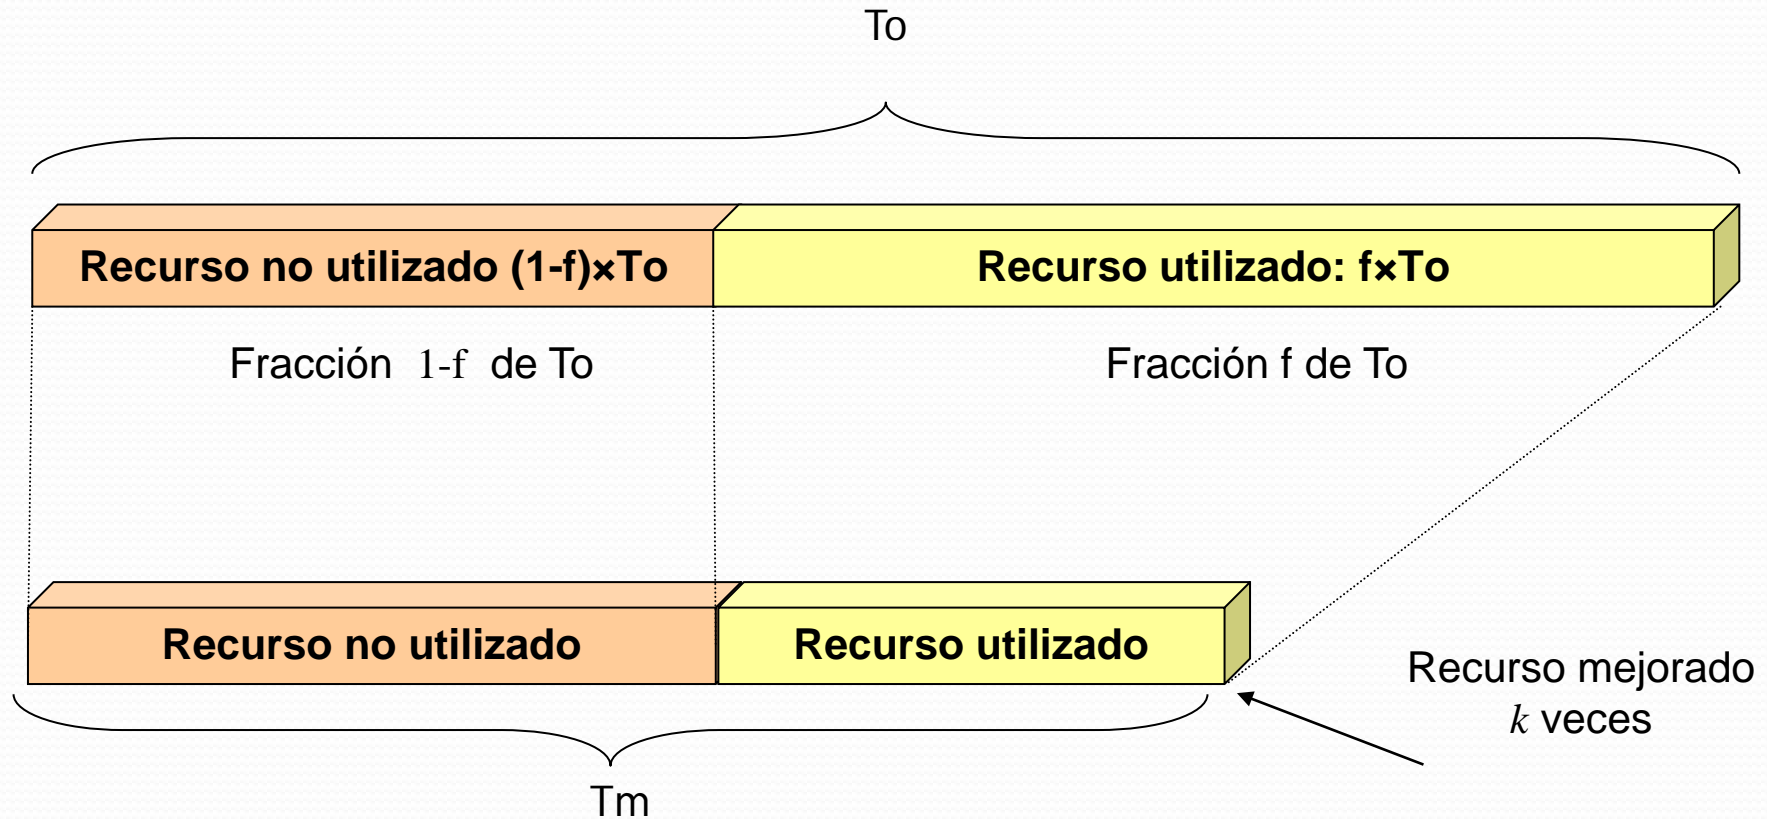 To
Recurso no utilizado (1-f)×To
Recurso utilizado: f×To
Fracción 1-f de To
Fracción f de To
Recurso no utilizado
Recurso utilizado
Recurso mejorado
k veces
Tm